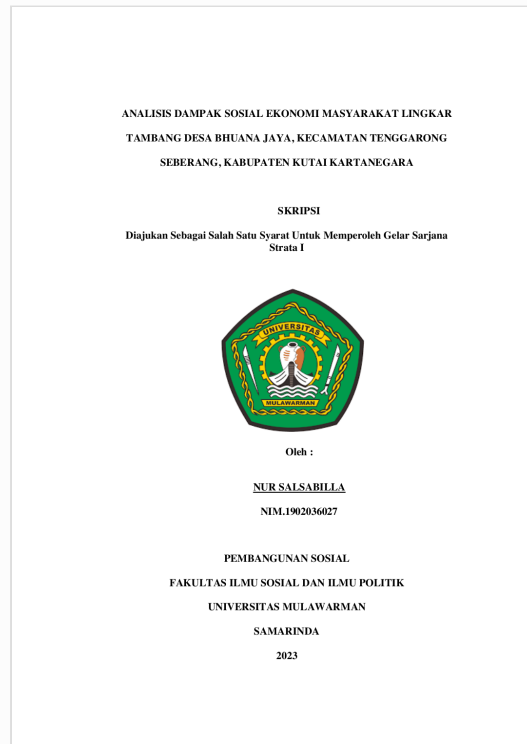 ANALISIS DAMPAK SOSIAL EKONOMI MASYARAKAT LINGKAR
TAMBANG DESA BHUANA JAYA, KECAMATAN TENGGARONG
SEBERANG, KABUPATEN KUTAI KARTANEGARA
SKRIPSI
Diajukan Sebagai Salah Satu Syarat Untuk Memperoleh Gelar Sarjana
Strata I
UNIVERSITAS
MULAWARMAN
Oleh :
NUR SALSABILLA
NIM.1902036027
PEMBANGUNAN SOSIAL
FAKULTAS ILMU SOSIAL DAN ILMU POLITIK
UNIVERSITAS MULAWARMAN
SAMARINDA
2023